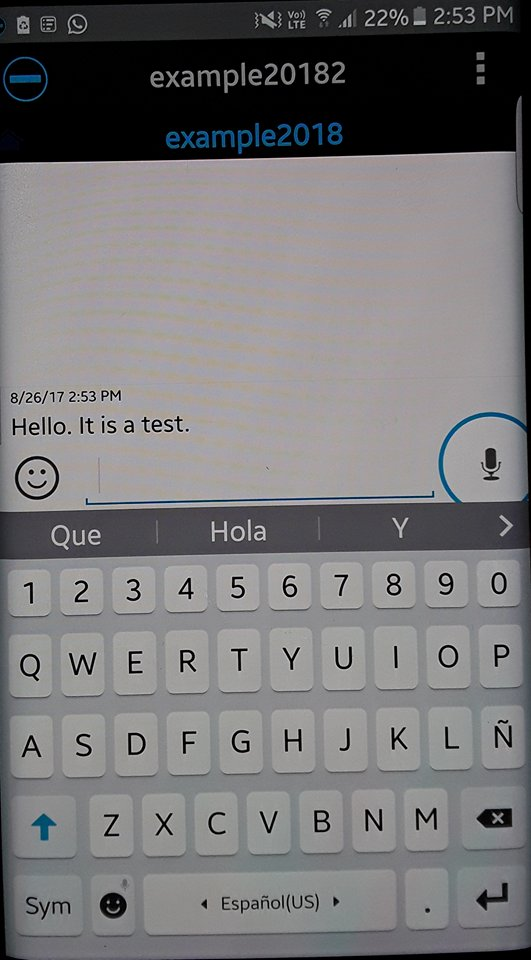 Vo)) LTE 22% 2:53 PM
example20182
example2018
8/26/17 2:53 PM
Hello. It is a test.
Que Hola Y
1 2 3 4 5 6 7 8 9 0
Q W E R T Y U I O P
A S D F G H J K L Ñ
Z X C V B N M
Sym Español(US) .